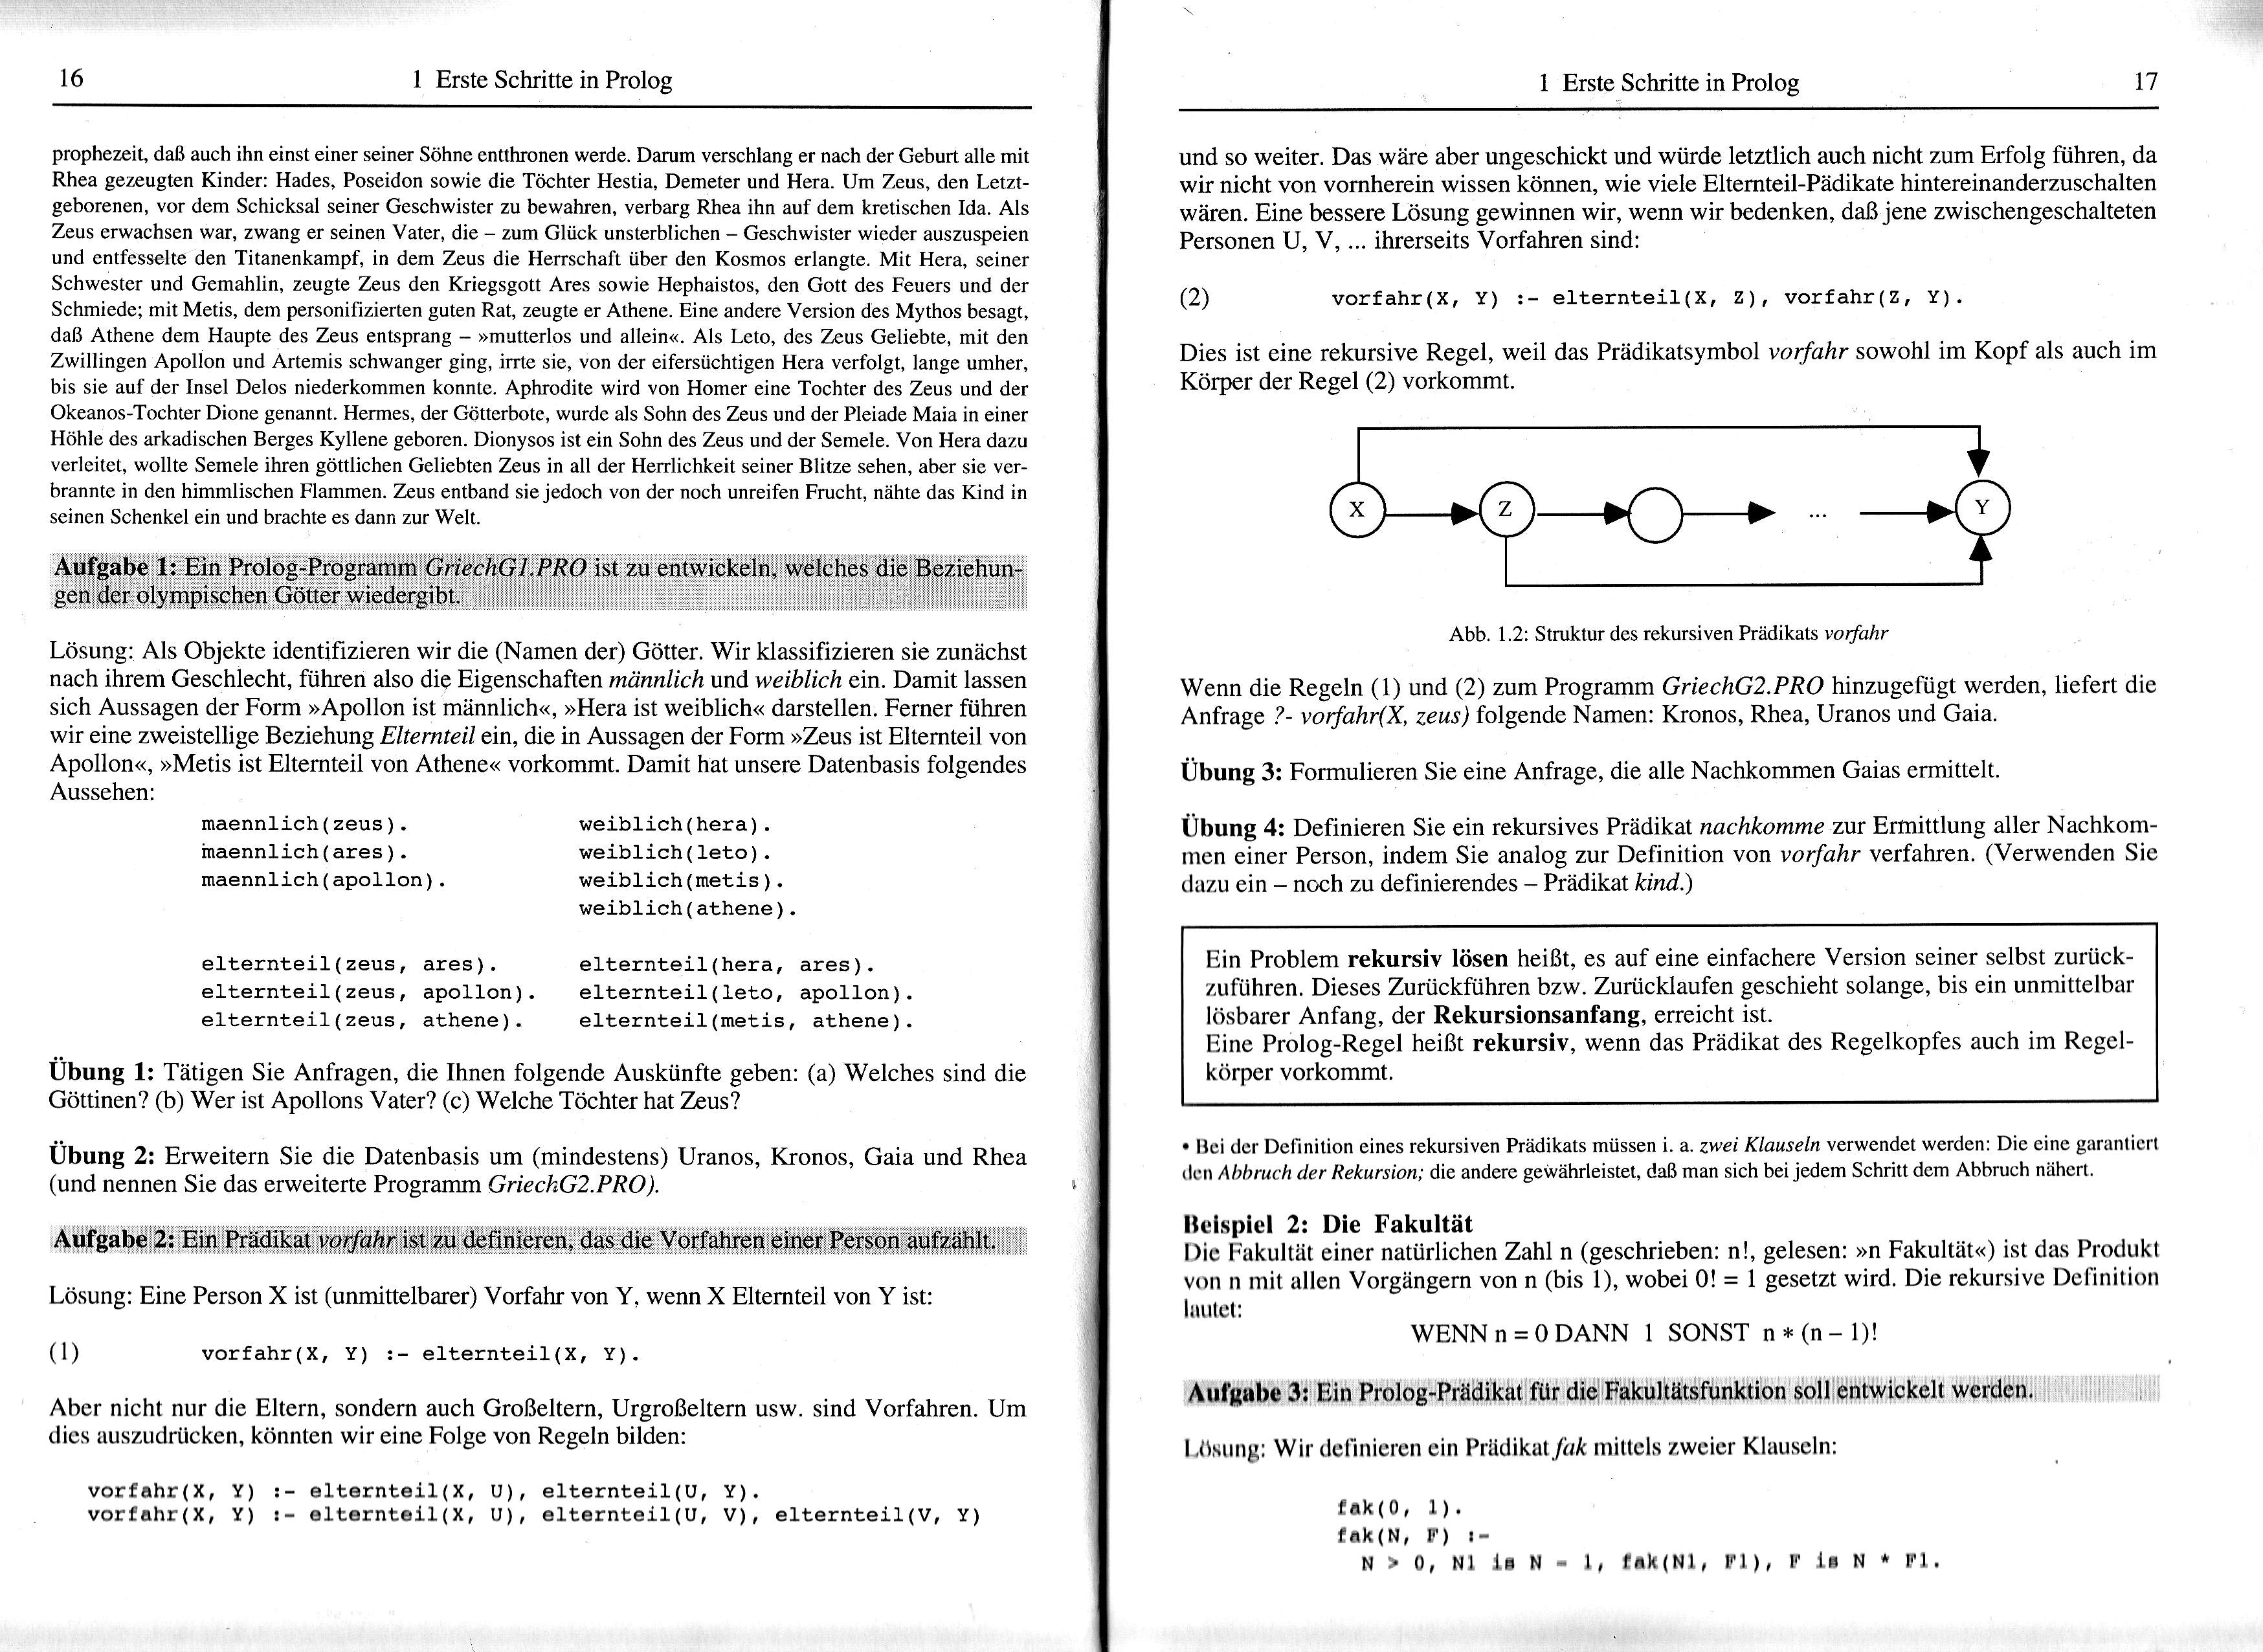 16 1 Erste Schritte in Prolog
prophezeit, daß auch ihn einst einer seiner Söhne entthronen werde. Darum verschlang er nach der Geburt alle mit
Rhea gezeugten Kinder: Hades, Poseidon sowie die Töchter Hestia, Demeter und Hera. Um Zeus, den Letzt-
geborenen, vor dem Schicksal seiner Geschwister zu bewahren, verbarg Rhea ihn auf dem kretischen Ida. Als
Zeus erwachsen war, zwang er seinen Vater, die – zum Glück unsterblichen – Geschwister wieder auszuspeien
und entfesselte den Titanenkampf, in dem Zeus die Herrschaft über den Kosmos erlangte. Mit Hera, seiner
Schwester und Gemahlin, zeugte Zeus den Kriegsgott Ares sowie Hephaistos, den Gott des Feuers und der
Schmiede; mit Metis, dem personifizierten guten Rat, zeugte er Athene. Eine andere Version des Mythos besagt,
daß Athene dem Haupte des Zeus entsprang – »mutterlos und allein«. Als Leto, des Zeus Geliebte, mit den
Zwillingen Apollon und Artemis schwanger ging, irrte sie, von der eifersüchtigen Hera verfolgt, lange umher,
bis sie auf der Insel Delos niederkommen konnte. Aphrodite wird von Homer eine Tochter des Zeus und der
Okeanos-Tochter Dione genannt. Hermes, der Götterbote, wurde als Sohn des Zeus und der Pleiade Maia in einer
Höhle des arkadischen Berges Kyllene geboren. Dionysos ist ein Sohn des Zeus und der Semele. Von Hera dazu
verleitet, wollte Semele ihren göttlichen Geliebten Zeus in all der Herrlichkeit seiner Blitze sehen, aber sie ver-
brannte in den himmlischen Flammen. Zeus entband sie jedoch von der noch unreifen Frucht, nähte das Kind in
seinen Schenkel ein und brachte es dann zur Welt.
Aufgabe 1: Ein Prolog-Programm GriechG1.PRO ist zu entwickeln, welches die Beziehun-
gen der olympischen Götter wiedergibt.
Lösung: Als Objekte identifizieren wir die (Namen der) Götter. Wir klassifizieren sie zunächst
nach ihrem Geschlecht, führen also die Eigenschaften männlich und weiblich ein. Damit lassen
sich Aussagen der Form »Apollon ist männlich«, »Hera ist weiblich« darstellen. Ferner führen
wir eine zweistellige Beziehung Elternteil ein, die in Aussagen der Form »Zeus ist Elternteil von
Apollon«, »Metis ist Elternteil von Athene« vorkommt. Damit hat unsere Datenbasis folgendes
Aussehen:
maennlich(zeus). weiblich(hera).
maennlich(ares). weiblich(leto).
maennlich(apollon). weiblich(metis).
weiblich(athene).
elternteil(zeus, ares). elternteil(hera, ares).
elternteil(zeus, apollon). elternteil(leto, apollon).
elternteil(zeus, athene). elternteil(metis, athene).
Übung 1: Tätigen Sie Anfragen, die Ihnen folgende Auskünfte geben: (a) Welches sind die
Göttinen? (b) Wer ist Apollons Vater? (c) Welche Töchter hat Zeus?
Übung 2: Erweitern Sie die Datenbasis um (mindestens) Uranos, Kronos, Gaia und Rhea
(und nennen Sie das erweiterte Programm GriechG2.PRO).
Aufgabe 2: Ein Prädikat vorfahr ist zu definieren, das die Vorfahren einer Person aufzählt.
Lösung: Eine Person X ist (unmittelbarer) Vorfahr von Y, wenn X Elternteil von Y ist:
(1) vorfahr(X, Y) :- elternteil(X, Y).
Aber nicht nur die Eltern, sondern auch Großeltern, Urgroßeltern usw. sind Vorfahren. Um
dies auszudrücken, könnten wir eine Folge von Regeln bilden:
vorfahr(X, Y) :- elternteil(X, U), elternteil(U, Y).
vorfahr(X, Y) :- elternteil(X, U), elternteil(U, V), elternteil(V, Y)
1 Erste Schritte in Prolog 17
und so weiter. Das wäre aber ungeschickt und würde letztlich auch nicht zum Erfolg führen, da
wir nicht von vornherein wissen können, wie viele Elternteil-Pädikate hintereinanderzuschalten
wären. Eine bessere Lösung gewinnen wir, wenn wir bedenken, daß jene zwischengeschalteten
Personen U, V, ... ihrerseits Vorfahren sind:
(2) vorfahr(X, Y) :- elternteil(X, Z), vorfahr(Z, Y).
Dies ist eine rekursive Regel, weil das Prädikatsymbol vorfahr sowohl im Kopf als auch im
Körper der Regel (2) vorkommt.
X Z ... Y
Abb. 1.2: Struktur des rekursiven Prädikats vorfahr
Wenn die Regeln (1) und (2) zum Programm GriechG2.PRO hinzugefügt werden, liefert die
Anfrage ?- vorfahr(X, zeus) folgende Namen: Kronos, Rhea, Uranos und Gaia.
Übung 3: Formulieren Sie eine Anfrage, die alle Nachkommen Gaias ermittelt.
Übung 4: Definieren Sie ein rekursives Prädikat nachkomme zur Ermittlung aller Nachkom-
men einer Person, indem Sie analog zur Definition von vorfahr verfahren. (Verwenden Sie
dazu ein – noch zu definierendes – Prädikat kind.)
Ein Problem rekursiv lösen heißt, es auf eine einfachere Version seiner selbst zurück-
zuführen. Dieses Zurückführen bzw. Zurücklaufen geschieht solange, bis ein unmittelbar
lösbarer Anfang, der Rekursionsanfang, erreicht ist.
Eine Prolog-Regel heißt rekursiv, wenn das Prädikat des Regelkopfes auch im Regel-
körper vorkommt.
• Bei der Definition eines rekursiven Prädikats müssen i. a. zwei Klauseln verwendet werden: Die eine garantiert
den Abbruch der Rekursion; die andere gewährleistet, daß man sich bei jedem Schritt dem Abbruch nähert.
Beispiel 2: Die Fakultät
Die Fakultät einer natürlichen Zahl n (geschrieben: n!, gelesen: »n Fakultät«) ist das Produkt
von n mit allen Vorgängern von n (bis 1), wobei 0! = 1 gesetzt wird. Die rekursive Definition
lautet:
WENN n = 0 DANN 1 SONST n * (n – 1)!
Aufgabe 3: Ein Prolog-Prädikat für die Fakultätsfunktion soll entwickelt werden.
Lösung: Wir definieren ein Prädikat fak mittels zweier Klauseln:
fak(0, 1).
fak(N, F) :-
N > 0, N1 is N - 1, fak(N1, F1), F is N * F1.